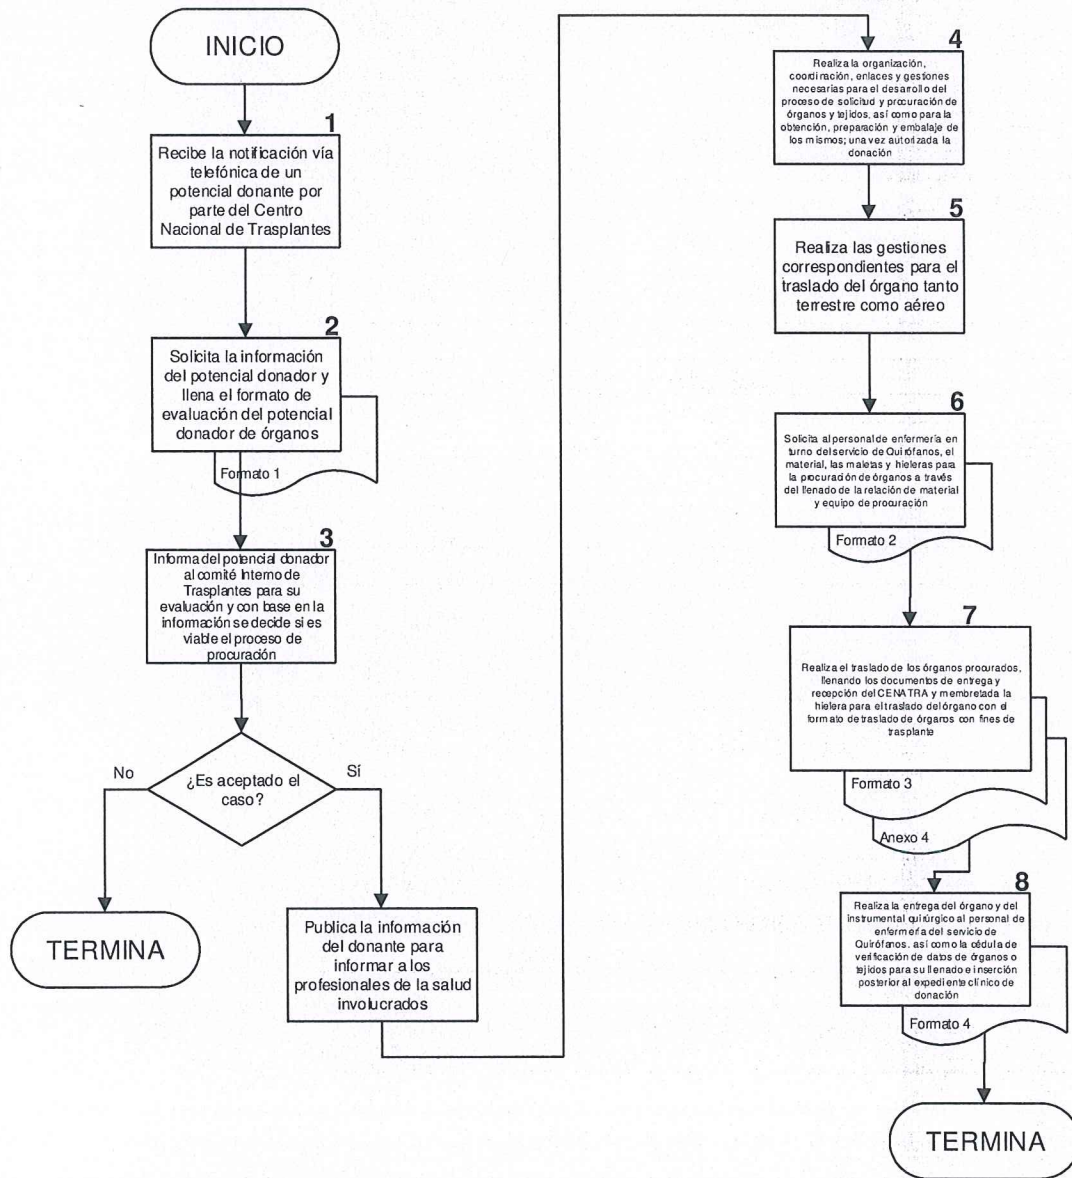 INICIO
1
Recibe la notificación vía
telefónica de un
potencial donante por
parte del Centro
Nacional de Trasplantes
2
Solicita la información
del potencial donador y
llena el formato de
evaluación del potencial
donador de órganos
Formato 1
3
Informa del potencial donador
al comité Interno de
Trasplantes para su
evaluación y con base en la
información se decide si es
viable el proceso de
procuración
¿Es aceptado el
caso?
No
Sí
TERMINA
Publica la información
del donante para
informar a los
profesionales de la salud
involucrados
4
Realiza la organización,
coordinación, enlaces y gestiones
necesarias para el desarrollo del
proceso de solicitud y procuración de
órganos y tejidos, así como para la
obtención, preparación y embalaje de
los mismos; una vez autorizada la
donación
5
Realiza las gestiones
correspondientes para el
traslado del órgano tanto
terrestre como aéreo
6
Solicita al personal de enfermería en
turno del servicio de Quirófanos, el
material, las maletas y hieleras para
la procuración de órganos a través
del llenado de la relación de material
y equipo de procuración
Formato 2
7
Realiza el traslado de los órganos procurados,
llenando los documentos de entrega y
recepción del CENATRA y membretada la
hielera para el traslado del órgano con el
formato de traslado de órganos con fines de
trasplante
Formato 3
Anexo 4
8
Realiza la entrega del órgano y del
instrumental quirúrgico al personal de
enfermería del servicio de
Quirófanos. así como la cédula de
verificación de datos de órganos o
tejidos para su llenado e inserción
posterior al expediente clínico de
donación
Formato 4
TERMINA